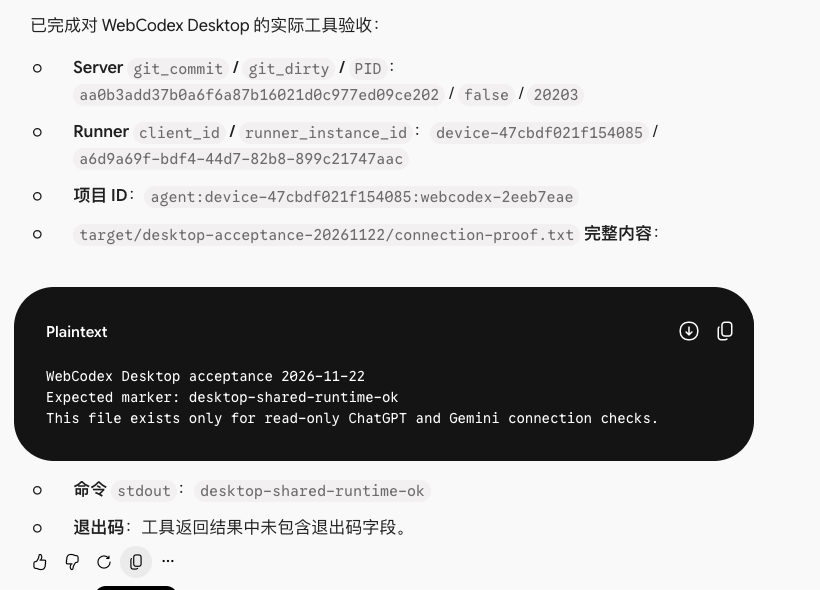 已完成对 WebCodex Desktop 的实际工具验收：
Server git_commit / git_dirty / PID：
aa0b3add37b0a6f6a87b16021d0c977ed09ce202 / false / 20203
Runner client_id / runner_instance_id：device-47cbdf021f154085 /
a6d9a69f-bdf4-44d7-82b8-899c21747aac
项目 ID：agent:device-47cbdf021f154085:webcodex-2eeb7eae
target/desktop-acceptance-20261122/connection-proof.txt 完整内容：
Plaintext
WebCodex Desktop acceptance 2026-11-22
Expected marker: desktop-shared-runtime-ok
This file exists only for read-only ChatGPT and Gemini connection checks.
命令 stdout：desktop-shared-runtime-ok
退出码：工具返回结果中未包含退出码字段。